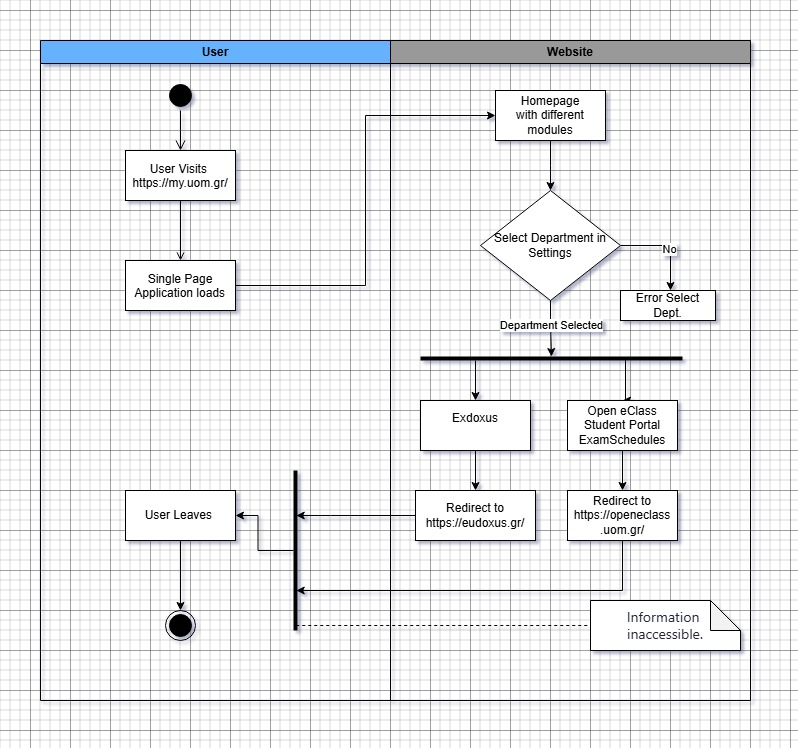 User
Website
Homepage
with different
modules
User Visits
https://my.uom.gr/
Single Page
Application loads
Select Department in
Settings
No
Error Select
Dept.
Department Selected
Exdoxus
Open eClass
Student Portal
ExamSchedules
User Leaves
Redirect to
https://eudoxus.gr/
Redirect to
https://openeclass
.uom.gr/
Information
inaccessible.